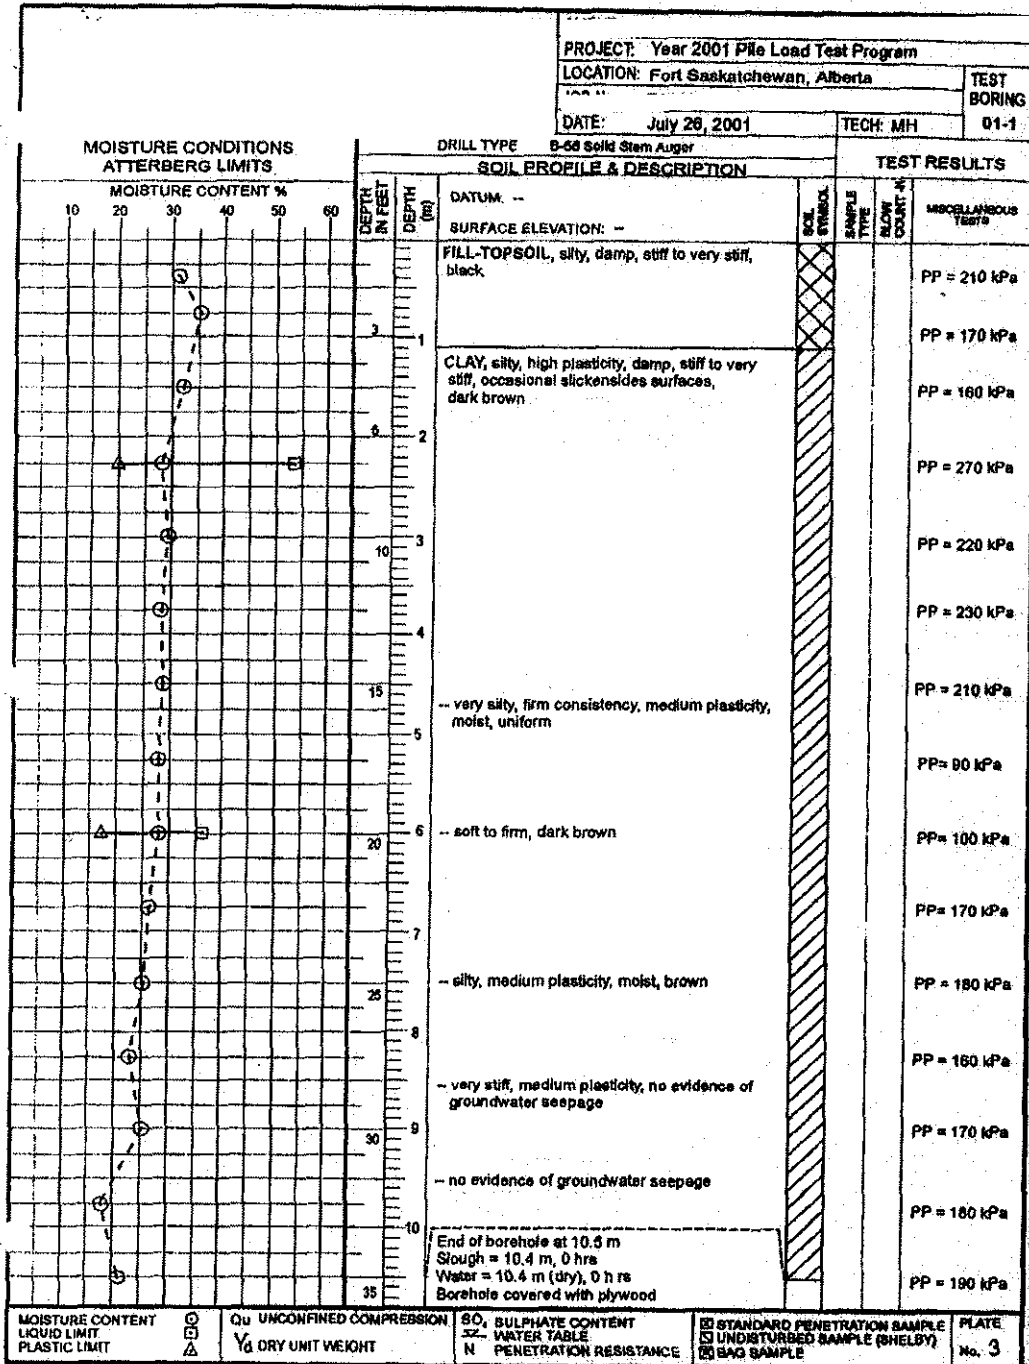 PROJECT: Year 2001 Pile Load Test Program
LOCATION: Fort Saskatchewan, Alberta
TEST BORING
01-1
DATE: July 26, 2001
TECH: MH
MOISTURE CONDITIONS
ATTERBERG LIMITS
DRILL TYPE B-56 Solid Stem Auger
SOIL PROFILE & DESCRIPTION
TEST RESULTS
MOISTURE CONTENT %
10 20 30 40 50 60
DEPTH IN FEET
DEPTH (m)
DATUM: --
SURFACE ELEVATION: --
SOIL SYMBOL
SAMPLE TYPE
BLOW COUNT -N
MISCELLANEOUS TESTS
FILL-TOPSOIL, silty, damp, stiff to very stiff,
black
PP = 210 kPa
3
1
PP = 170 kPa
CLAY, silty, high plasticity, damp, stiff to very
stiff, occasional slickensides surfaces,
dark brown
PP = 160 kPa
6
2
PP = 270 kPa
10
3
PP = 220 kPa
PP = 230 kPa
4
15
PP = 210 kPa
-- very silty, firm consistency, medium plasticity,
moist, uniform
5
PP= 90 kPa
20
6
-- soft to firm, dark brown
PP= 100 kPa
PP= 170 kPa
7
-- silty, medium plasticity, moist, brown
PP = 180 kPa
25
8
PP = 160 kPa
-- very stiff, medium plasticity, no evidence of
groundwater seepage
30
9
PP = 170 kPa
-- no evidence of groundwater seepage
PP = 180 kPa
10
End of borehole at 10.5 m
Slough = 10.4 m, 0 hrs
Water = 10.4 m (dry), 0 h rs
Borehole covered with plywood
35
PP = 190 kPa
MOISTURE CONTENT
LIQUID LIMIT
PLASTIC LIMIT
Qu UNCONFINED COMPRESSION
γd DRY UNIT WEIGHT
SO₄ SULPHATE CONTENT
WATER TABLE
N PENETRATION RESISTANCE
STANDARD PENETRATION SAMPLE
UNDISTURBED SAMPLE (SHELBY)
BAG SAMPLE
PLATE
No. 3